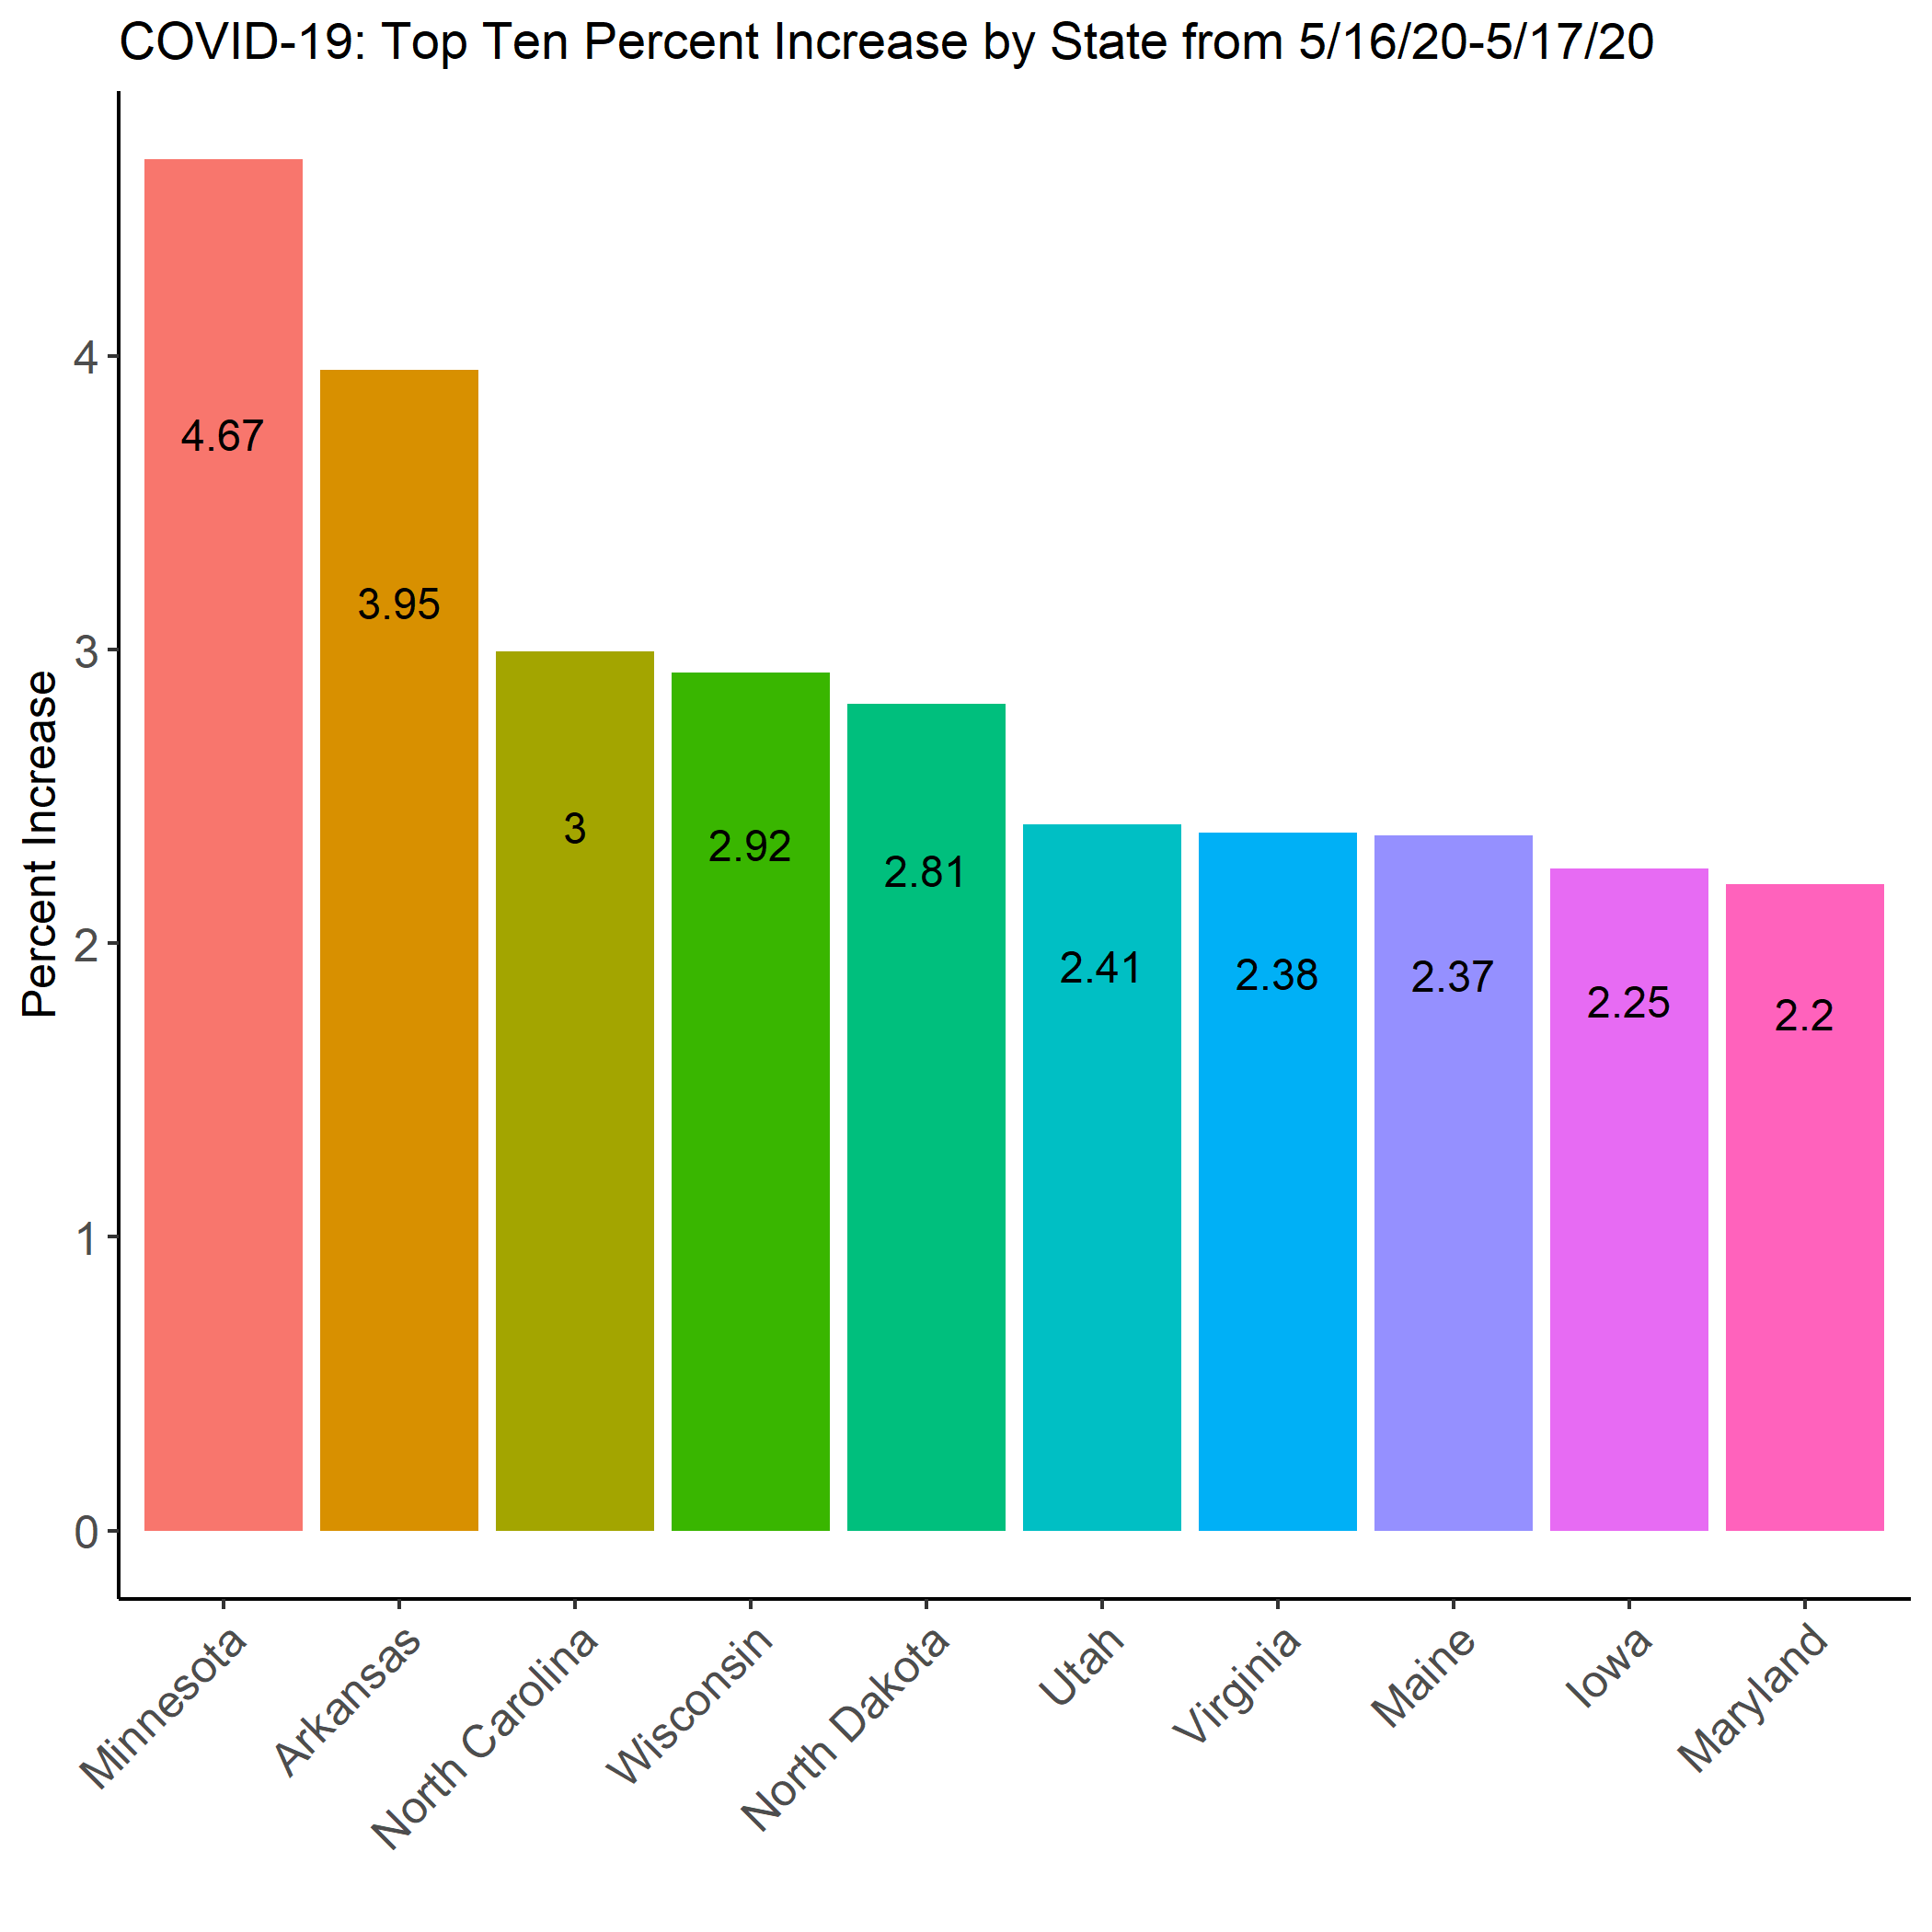 COVID-19: Top Ten Percent Increase by State from 5/16/20-5/17/20
Percent Increase
4
3
2
1
0
4.67
3.95
3
2.92
2.81
2.41
2.38
2.37
2.25
2.2
Minnesota
Arkansas
North Carolina
Wisconsin
North Dakota
Utah
Virginia
Maine
Iowa
Maryland